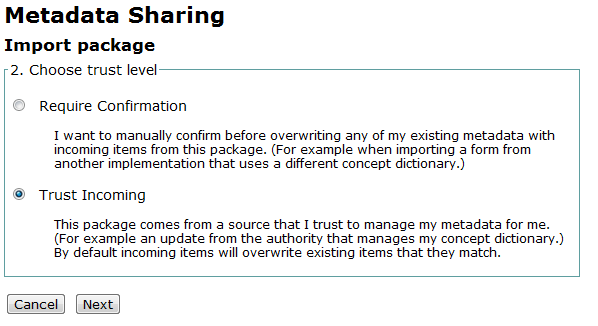 Metadata Sharing
Import package
2. Choose trust level
Require Confirmation
I want to manually confirm before overwriting any of my existing metadata with
incoming items from this package. (For example when importing a form from
another implementation that uses a different concept dictionary.)
Trust Incoming
This package comes from a source that I trust to manage my metadata for me.
(For example an update from the authority that manages my concept dictionary.)
By default incoming items will overwrite existing items that they match.
Cancel Next